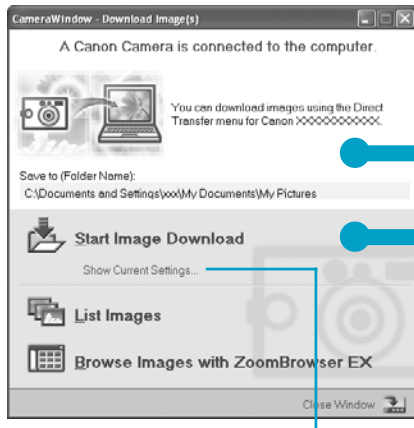 CameraWindow - Download Image(s)
A Canon Camera is connected to the computer.
You can download images using the Direct
Transfer menu for Canon XXXXXXXXXXX.
Save to (Folder Name):
C:\Documents and Settings\xxx\My Documents\My Pictures
Start Image Download
Show Current Settings...
List Images
Browse Images with ZoomBrowser EX
Close Window